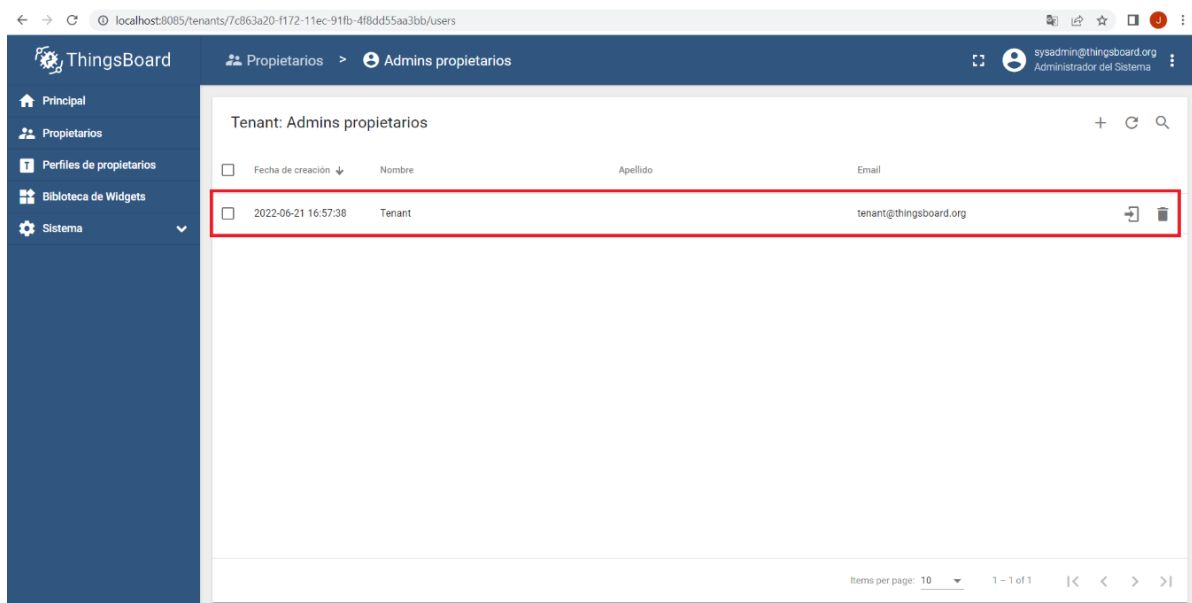 localhost:8085/tenants/7c863a20-f172-11ec-91fb-4f8dd55aa3bb/users
J
ThingsBoard
Propietarios > Admins propietarios
sysadmin@thingsboard.org
Administrador del Sistema
Principal
Propietarios
Perfiles de propietarios
Biblioteca de Widgets
Sistema
Tenant: Admins propietarios
Fecha de creación Nombre Apellido Email
2022-06-21 16:57:38 Tenant tenant@thingsboard.org
Items per page: 10 1 – 1 of 1